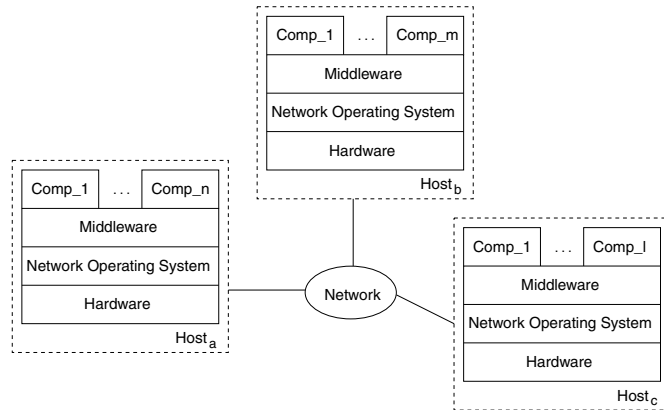 Comp_1 ... Comp_m
Middleware
Network Operating System
Hardware
Host_b
Comp_1 ... Comp_n
Middleware
Network Operating System
Hardware
Host_a
Network
Comp_1 ... Comp_l
Middleware
Network Operating System
Hardware
Host_c